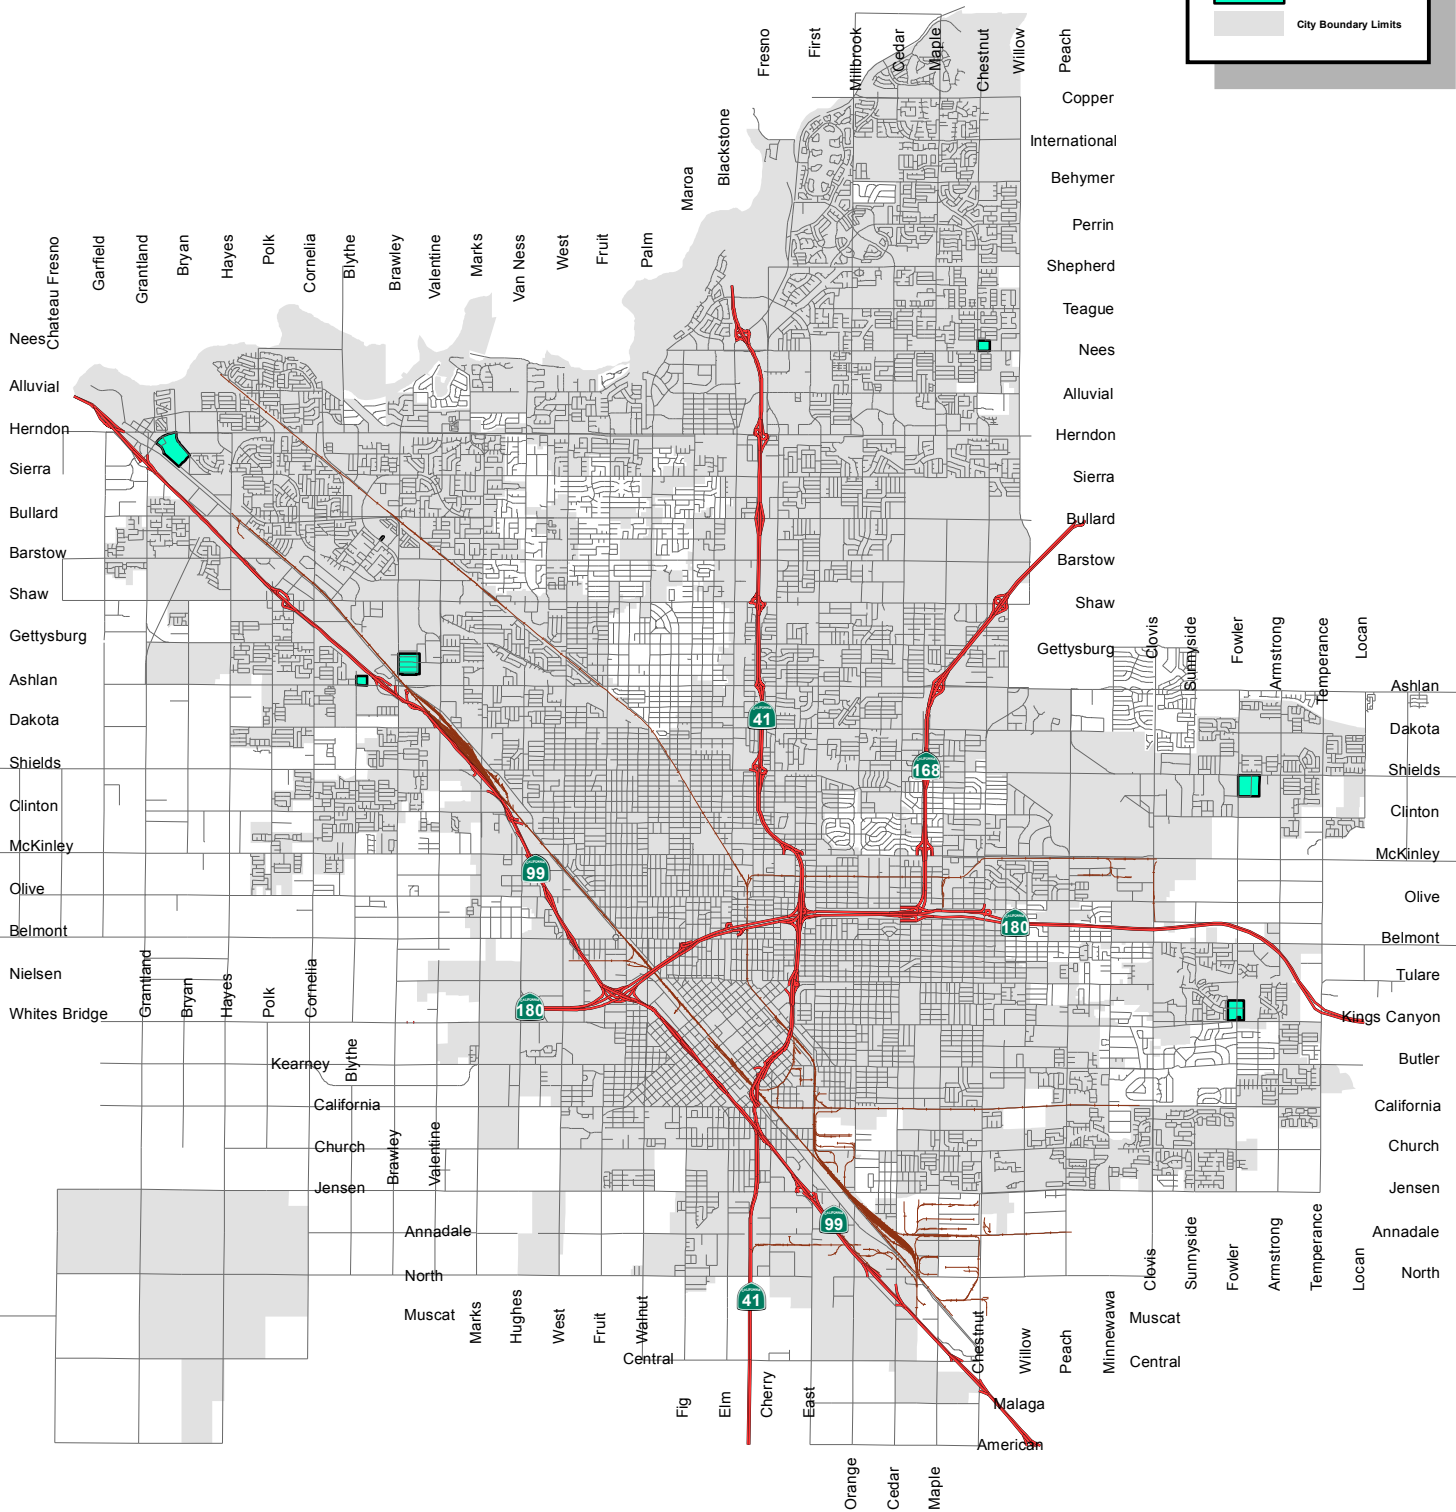 City Boundary Limits
Fresno
First
Millbrook
Cedar
Maple
Chestnut
Willow
Peach
Copper
International
Behymer
Perrin
Shepherd
Teague
Nees
Alluvial
Herndon
Sierra
Bullard
Barstow
Shaw
Gettysburg
Blackstone
Maroa
Chateau Fresno
Garfield
Grantland
Bryan
Hayes
Polk
Cornelia
Blythe
Brawley
Valentine
Marks
Van Ness
West
Fruit
Palm
Nees
Alluvial
Herndon
Sierra
Bullard
Barstow
Shaw
Gettysburg
Ashlan
Dakota
Shields
Clinton
McKinley
Olive
Belmont
Nielsen
Whites Bridge
Clovis
Sunnyside
Fowler
Armstrong
Temperance
Locan
Ashlan
Dakota
Shields
Clinton
McKinley
Olive
Belmont
Tulare
Kings Canyon
Butler
California
Church
Jensen
Annadale
North
CALIFORNIA
41
CALIFORNIA
168
CALIFORNIA
99
CALIFORNIA
180
CALIFORNIA
180
CALIFORNIA
99
CALIFORNIA
41
Grantland
Bryan
Hayes
Polk
Cornelia
Kearney
Blythe
California
Church
Brawley
Valentine
Jensen
Annadale
North
Muscat
Marks
Hughes
West
Fruit
Walnut
Central
Fig
Elm
Cherry
East
Chestnut
Willow
Peach
Minnewawa
Muscat
Central
Clovis
Sunnyside
Fowler
Armstrong
Temperance
Locan
Malaga
American
Orange
Cedar
Maple